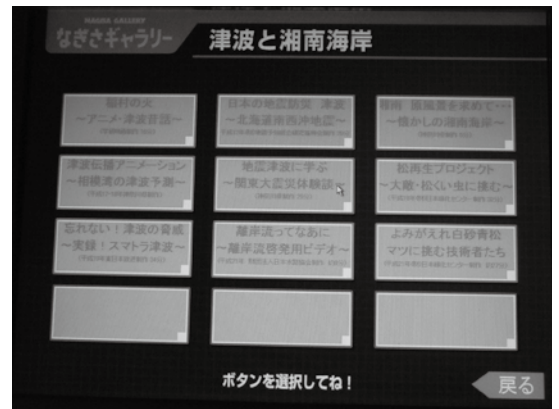 NAGISA GALLERY
なぎさギャラリー
津波と湘南海岸
稲村の火
～アニメ・津波昔話～
日本の地震防災 津波
～北海道南西沖地震～
湘南 原風景を求めて…
～懐かしの湘南海岸～
津波伝播アニメーション
～相模湾の津波予測～
地震津波に学ぶ
～関東大震災体験談～
松再生プロジェクト
～大敵・松くい虫に挑む～
忘れない！津波の脅威
～実録！スマトラ津波～
離岸流ってなあに
～離岸流啓発用ビデオ～
よみがえれ白砂青松
マツに挑む技術者たち
ボタンを選択してね！
戻る